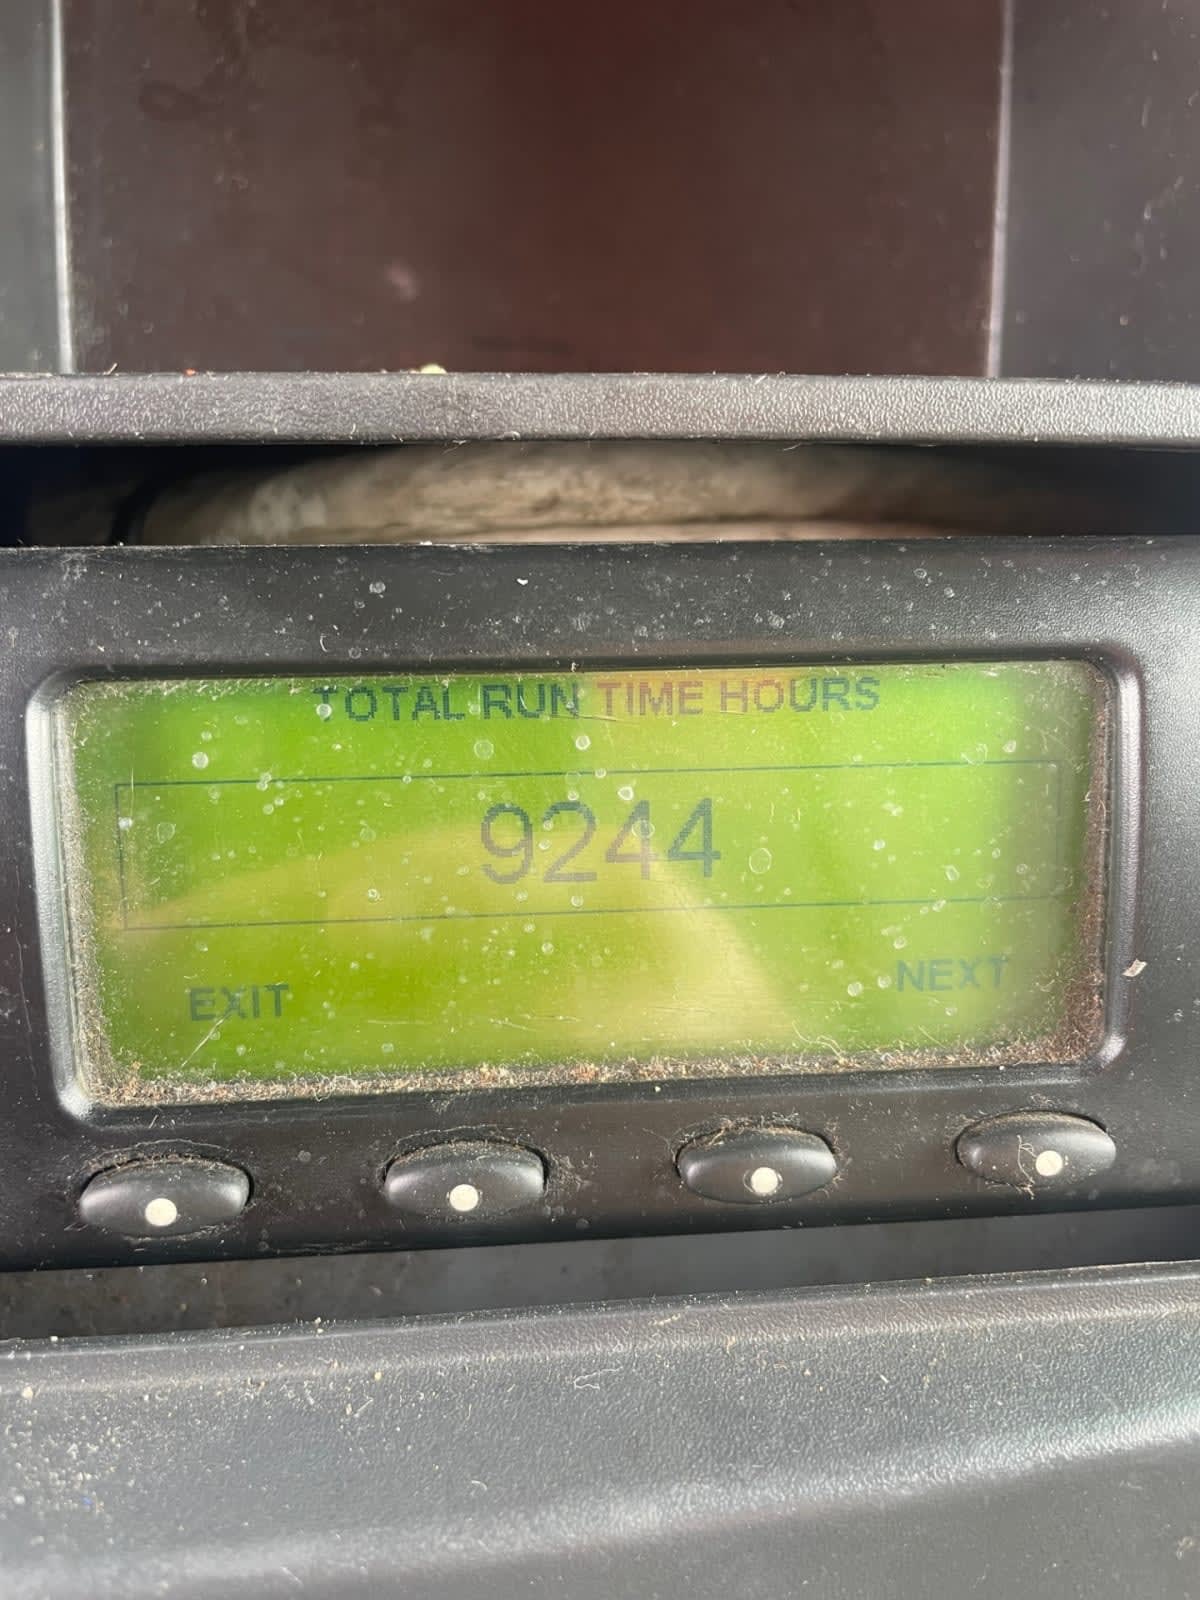 TOTAL RUN TIME HOURS
9244
EXIT
NEXT